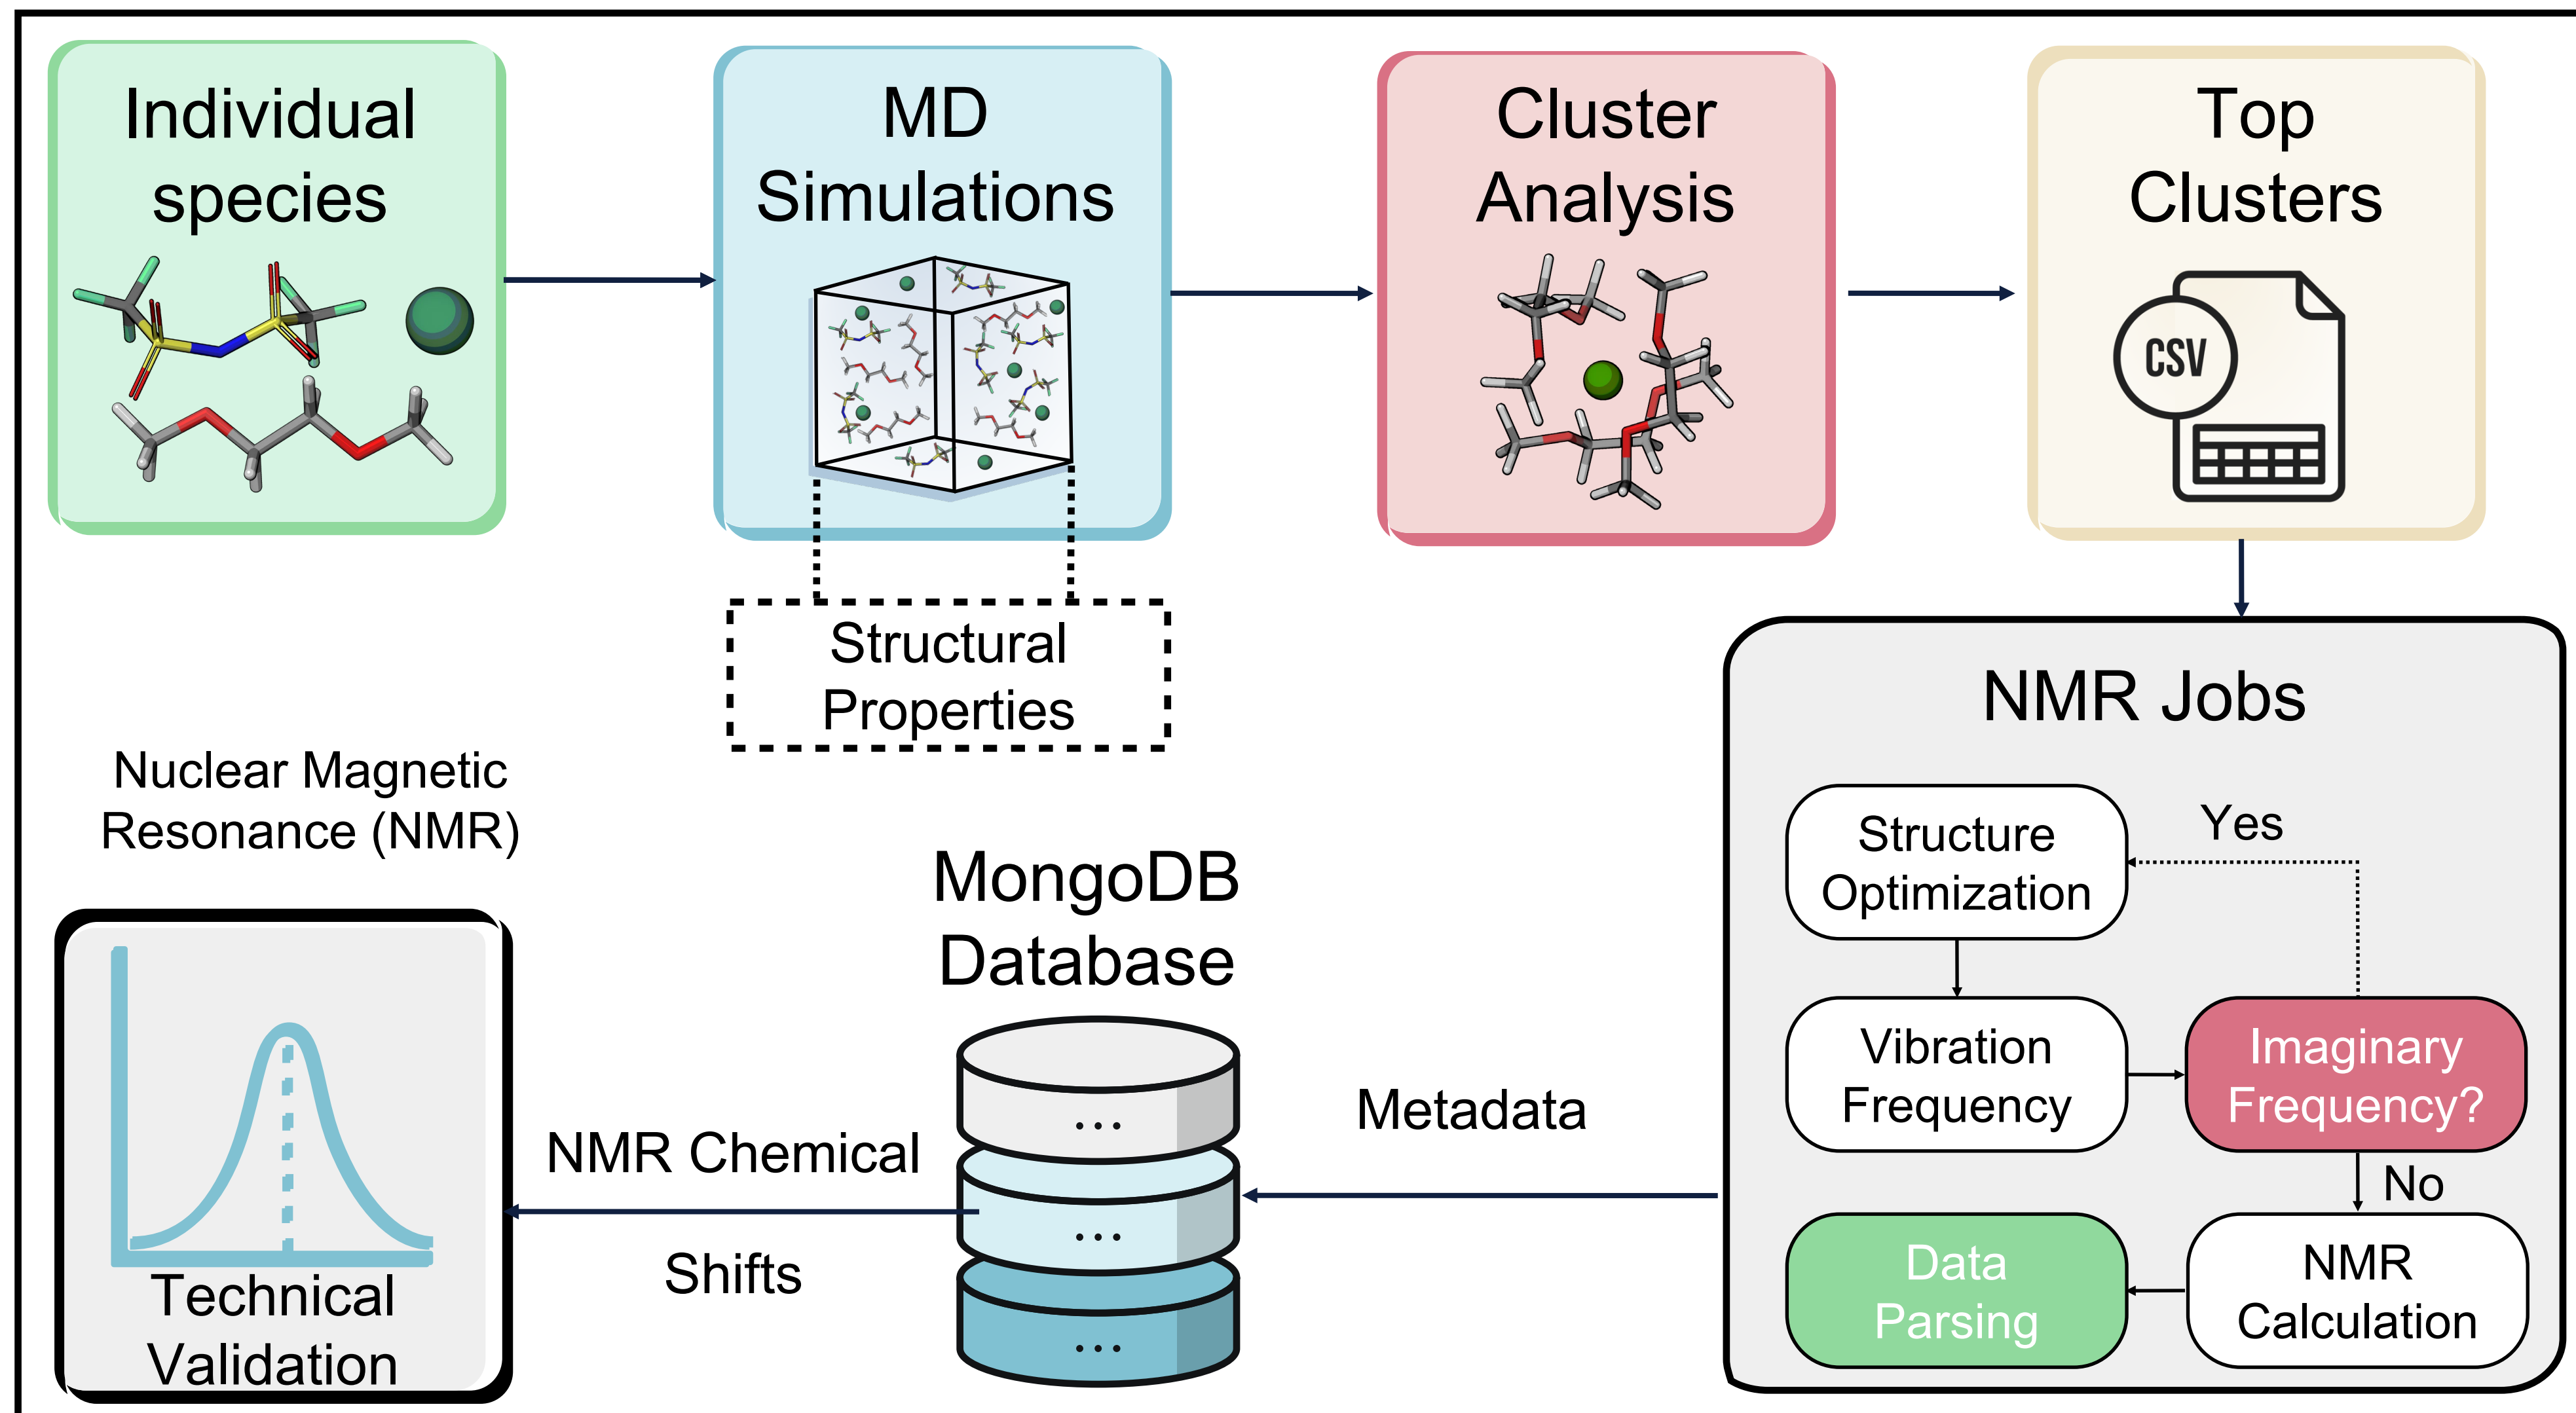 Individual
species
MD
Simulations
Cluster
Analysis
Top
Clusters
CSV
Structural
Properties
NMR Jobs
Structure
Optimization
Yes
Vibration
Frequency
Imaginary
Frequency?
No
NMR
Calculation
Data
Parsing
Metadata
MongoDB
Database
...
...
...
NMR Chemical
Shifts
Nuclear Magnetic
Resonance (NMR)
Technical
Validation